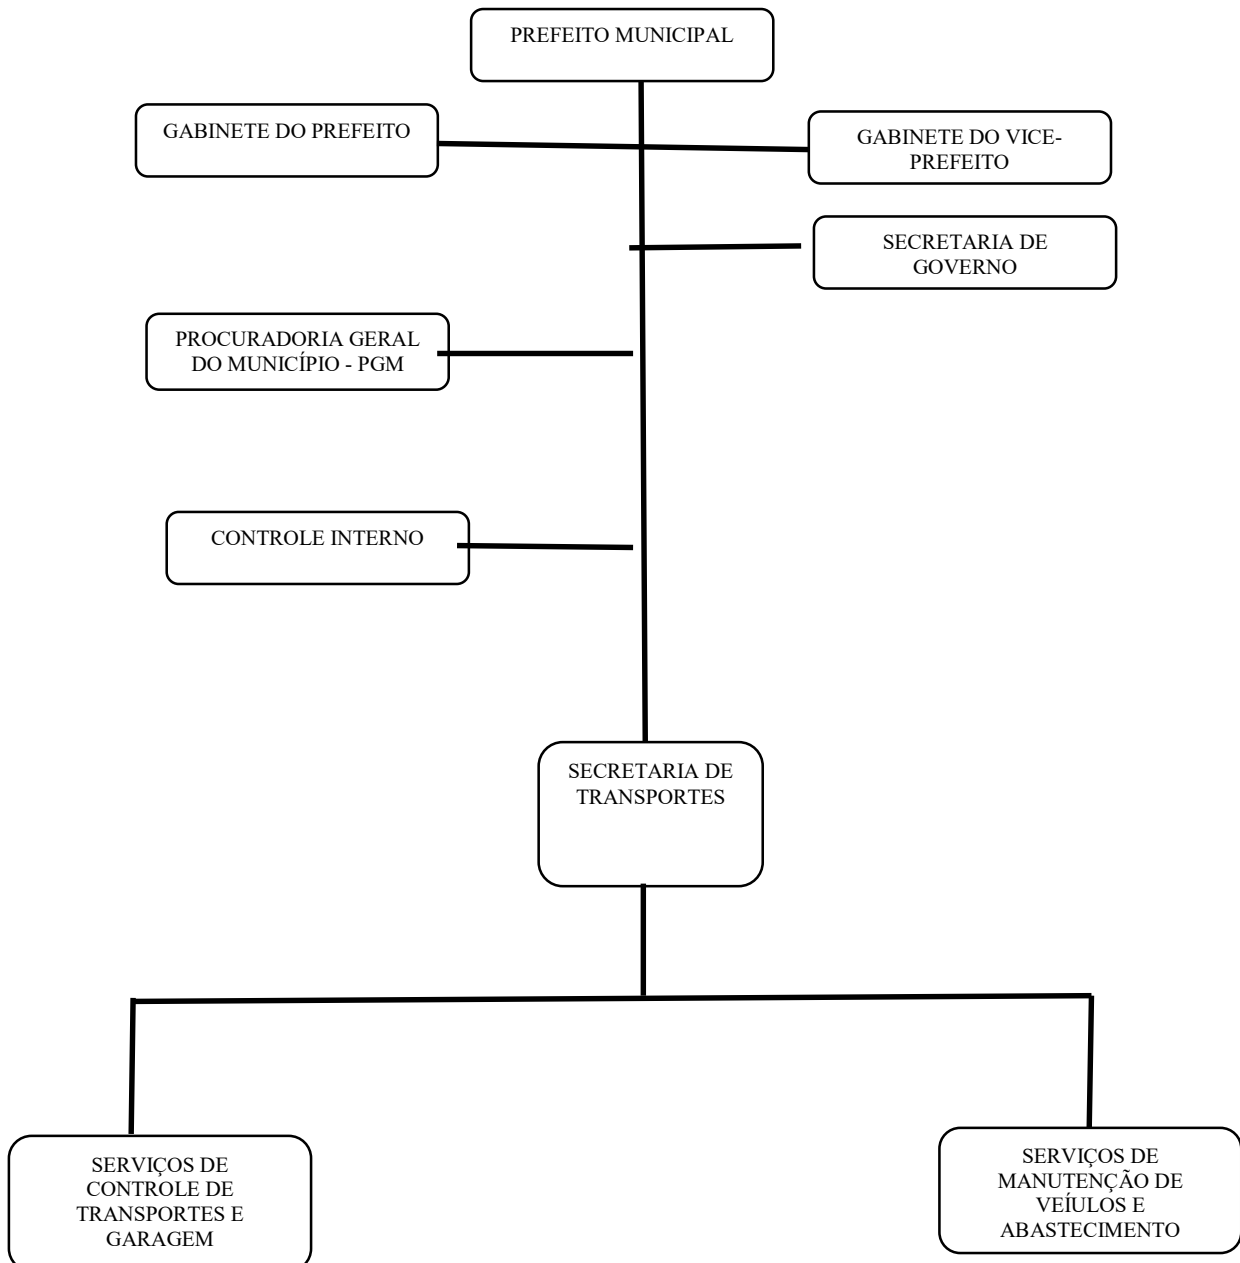 PREFEITO MUNICIPAL
GABINETE DO PREFEITO
GABINETE DO VICE-
PREFEITO
SECRETARIA DE
GOVERNO
PROCURADORIA GERAL
DO MUNICÍPIO - PGM
CONTROLE INTERNO
SECRETARIA DE
TRANSPORTES
SERVIÇOS DE
CONTROLE DE
TRANSPORTES E
GARAGEM
SERVIÇOS DE
MANUTENÇÃO DE
VEÍULOS E
ABASTECIMENTO